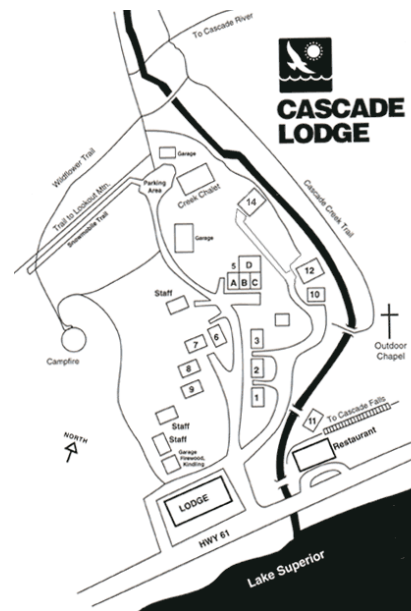 To Cascade River
CASCADE
LODGE
Wildflower Trail
Garage
Trail to Lookout Mtn.
Snowmobile Trail
Parking
Area
Creek Chalet
Cascade Creek Trail
14
Garage
5
D
A
B
C
12
10
Staff
6
7
3
Outdoor
Chapel
Campfire
8
2
9
1
11
To Cascade Falls
Staff
Staff
Restaurant
NORTH
Garage
Firewood,
Kindling
LODGE
HWY 61
Lake Superior